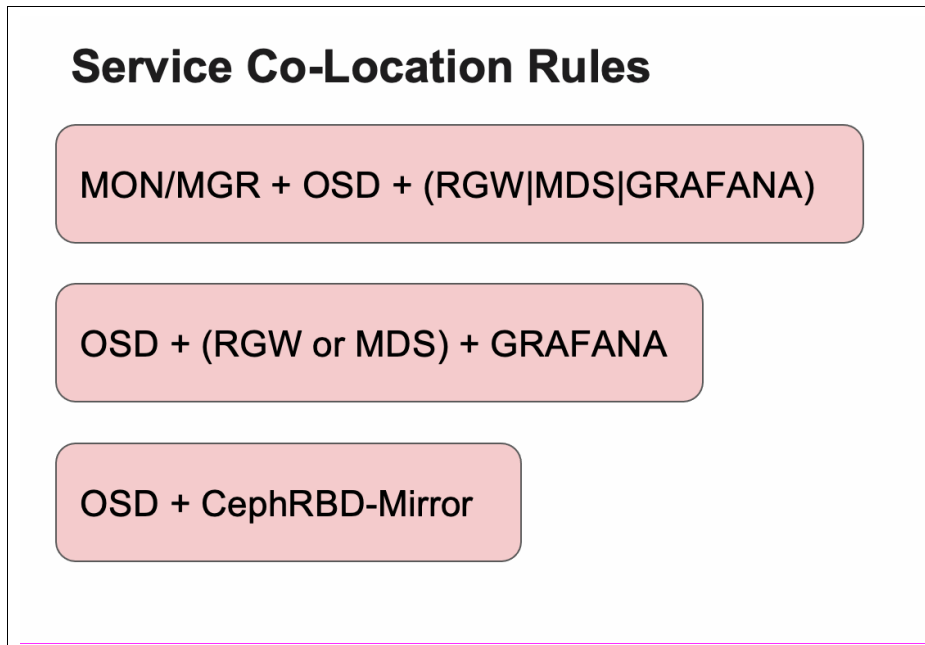 Service Co-Location Rules
MON/MGR + OSD + (RGW|MDS|GRAFANA)
OSD + (RGW or MDS) + GRAFANA
OSD + CephRBD-Mirror